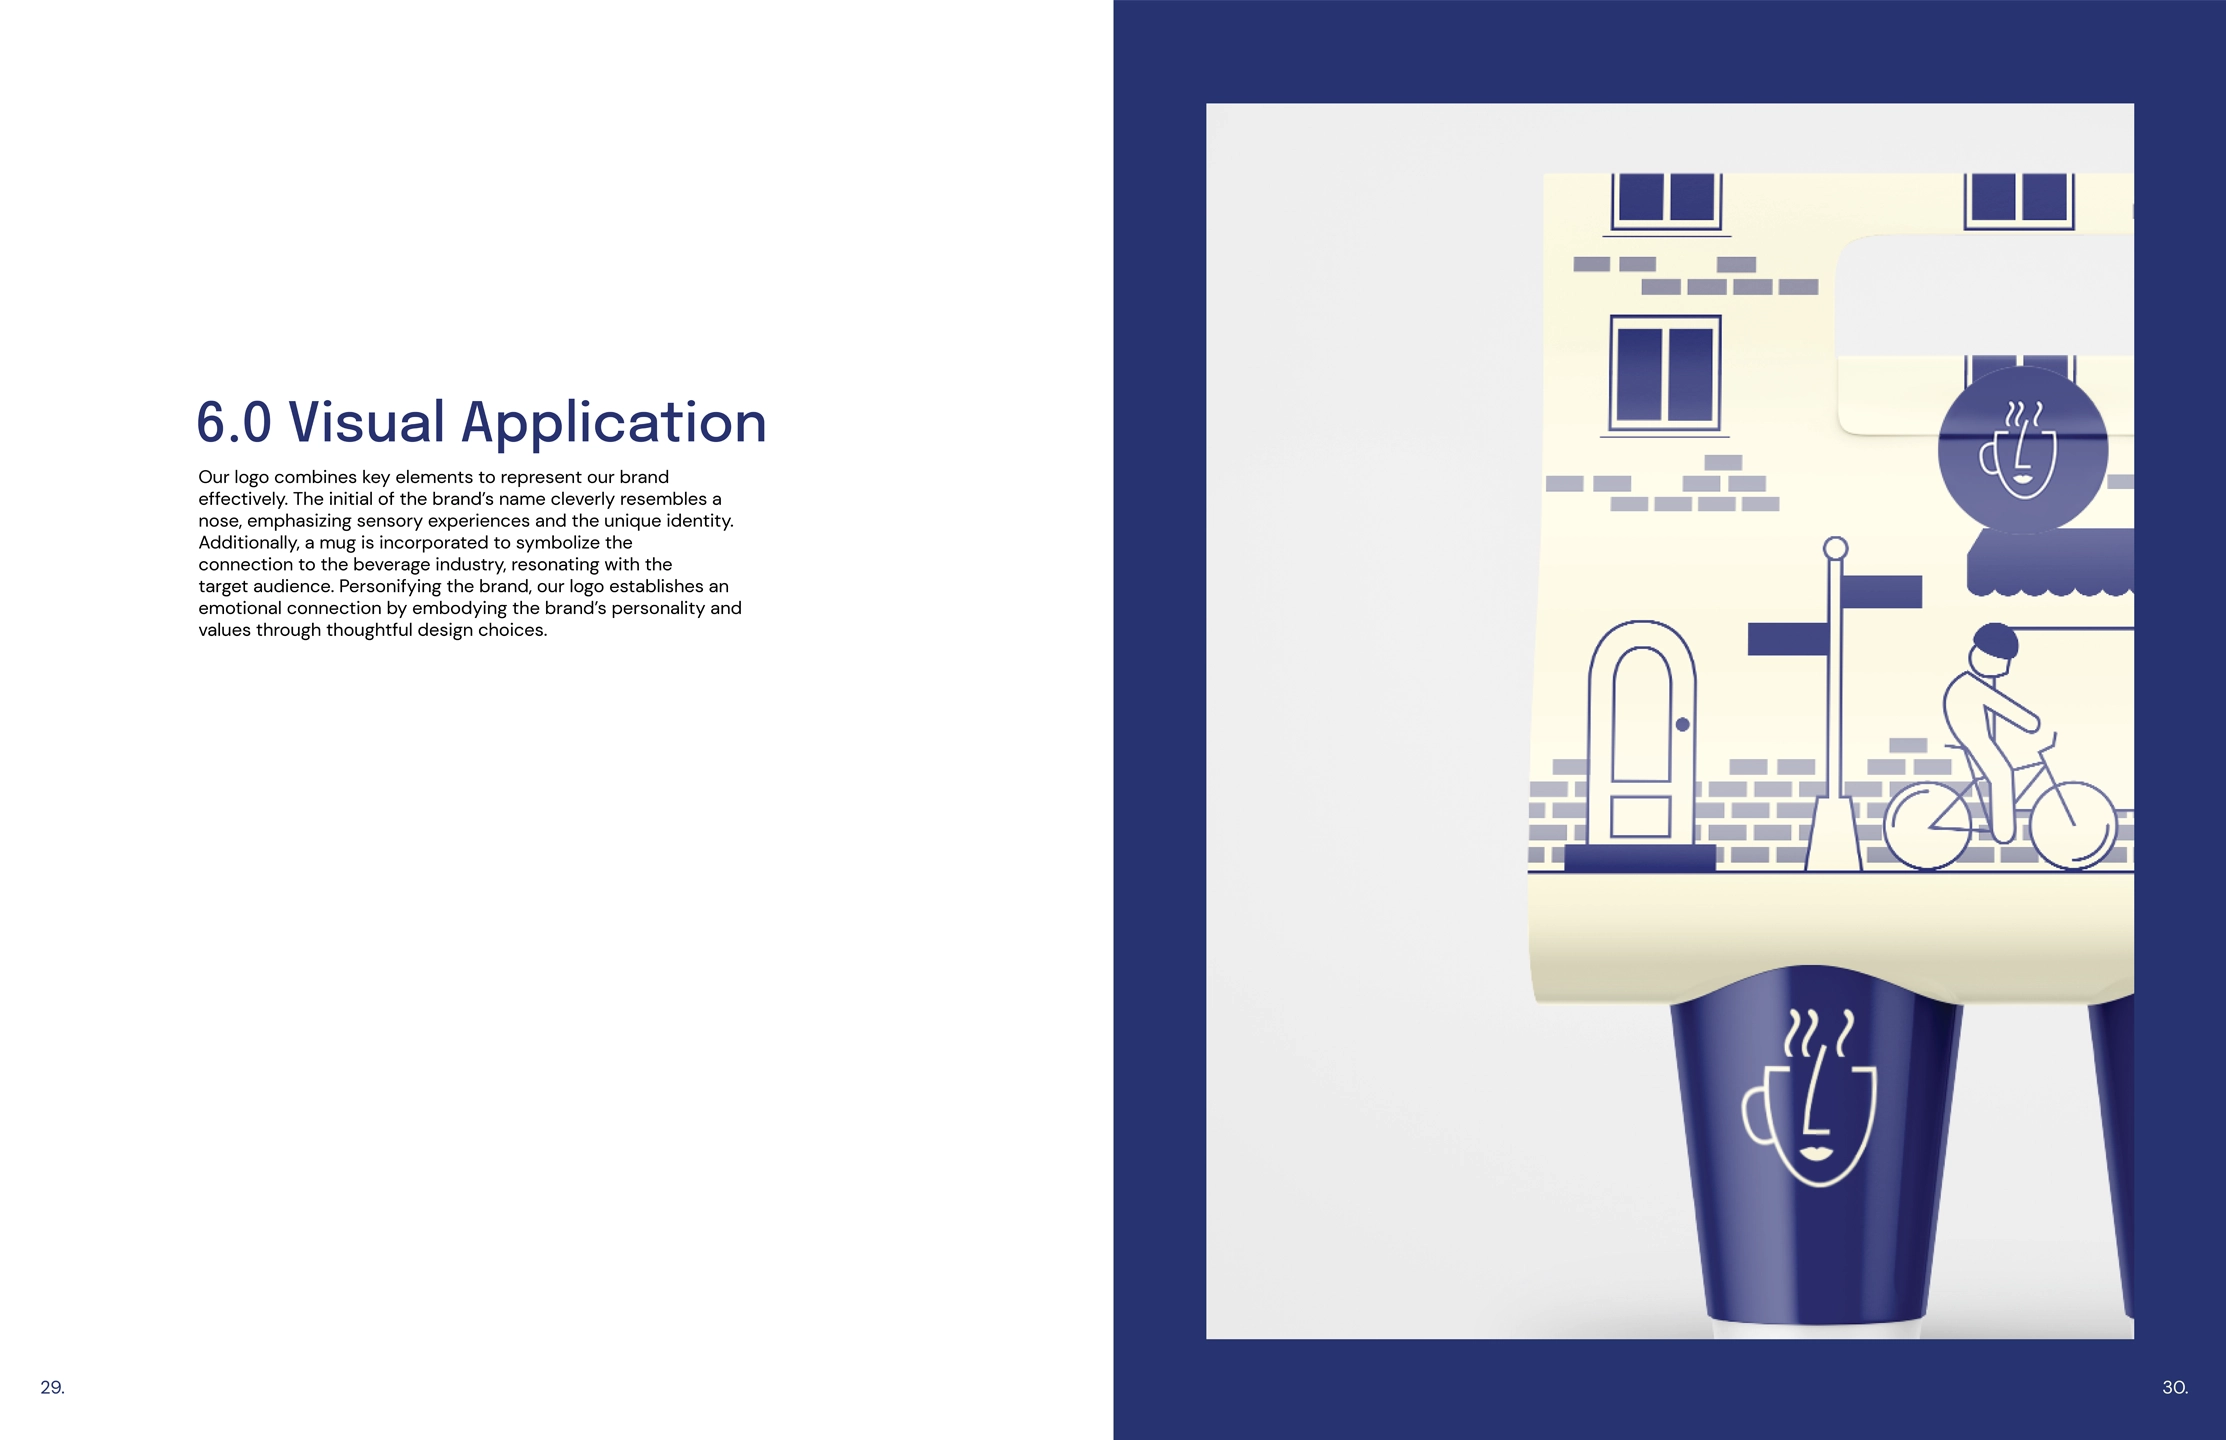 6.0 Visual Application
Our logo combines key elements to represent our brand
effectively. The initial of the brand’s name cleverly resembles a
nose, emphasizing sensory experiences and the unique identity.
Additionally, a mug is incorporated to symbolize the
connection to the beverage industry, resonating with the
target audience. Personifying the brand, our logo establishes an
emotional connection by embodying the brand’s personality and
values through thoughtful design choices.
29.
30.